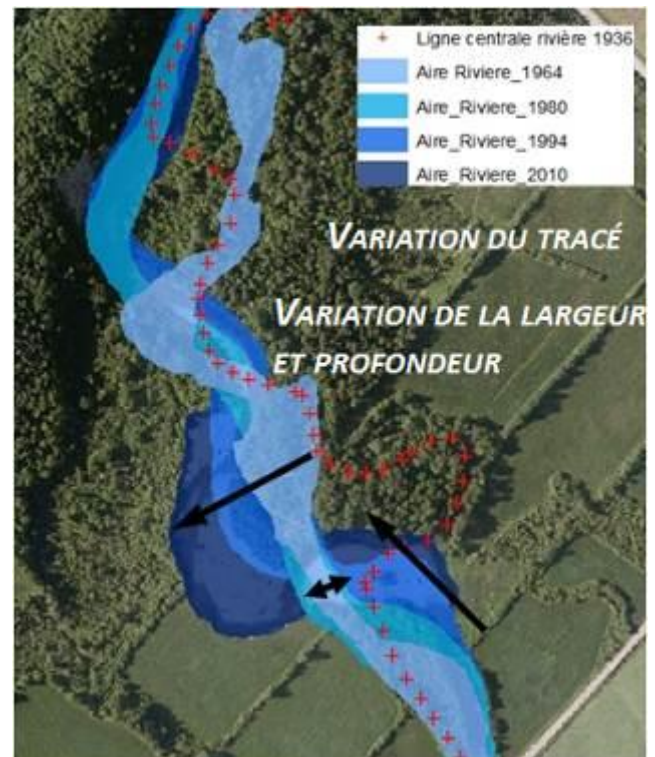 Ligne centrale rivière 1936
Aire Riviere_1964
Aire_Riviere_1980
Aire_Riviere_1994
Aire_Riviere_2010
VARIATION DU TRACÉ
VARIATION DE LA LARGEUR
ET PROFONDEUR